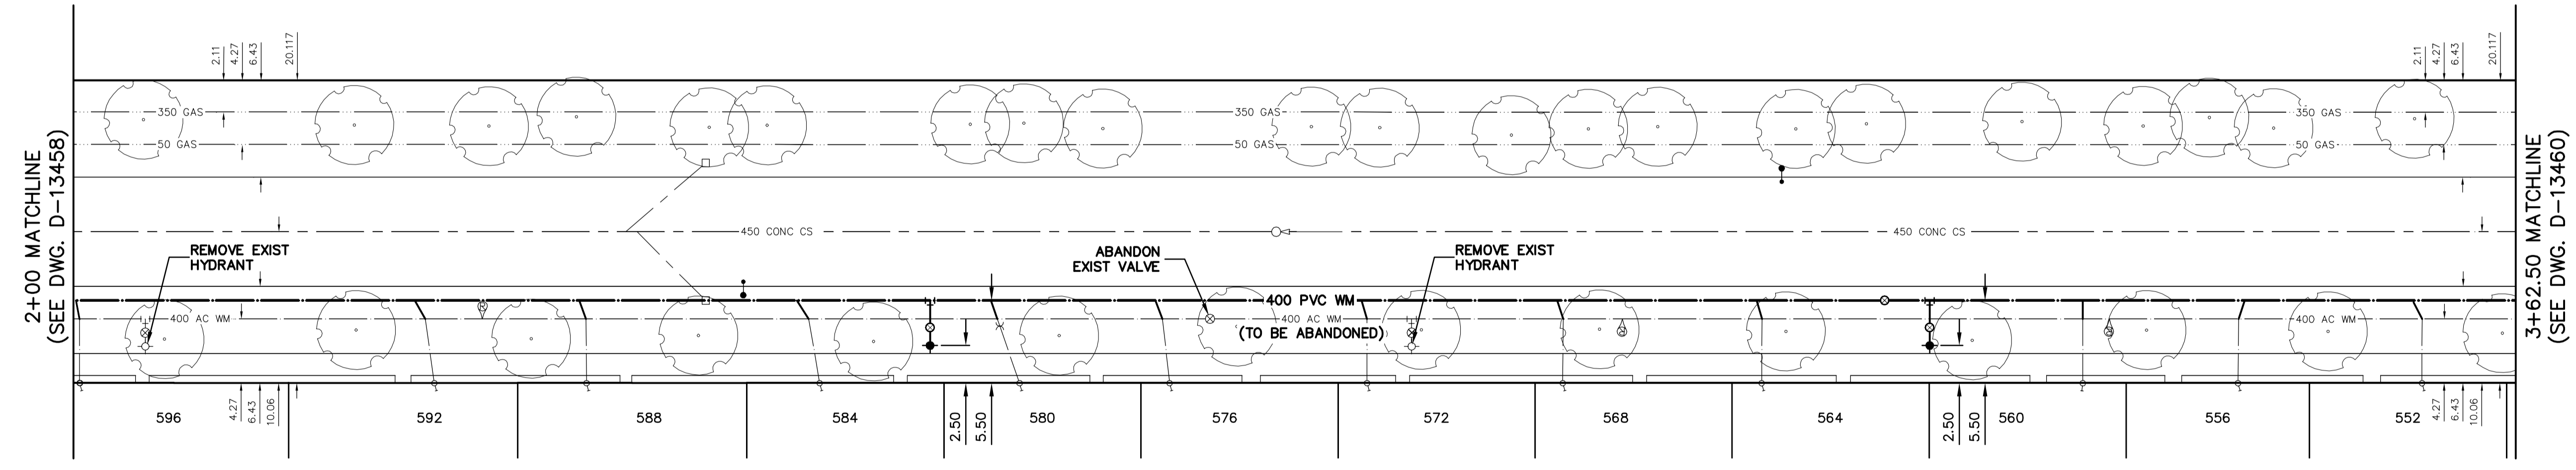 2+00 MATCHLINE
(SEE DWG. D-13458)
2.11
4.27
6.43
20.117
2.11
4.27
6.43
20.117
350 GAS
350 GAS
350 GAS
50 GAS
50 GAS
50 GAS
450 CONC CS
450 CONC CS
REMOVE EXIST
HYDRANT
ABANDON
EXIST VALVE
REMOVE EXIST
HYDRANT
400 PVC WM
400 AC WM
400 AC WM
400 AC WM
(TO BE ABANDONED)
4.27
6.43
10.06
2.50
5.50
2.50
5.50
4.27
6.43
10.06
596
592
588
584
580
576
572
568
564
560
556
552
3+62.50 MATCHLINE
(SEE DWG. D-13460)